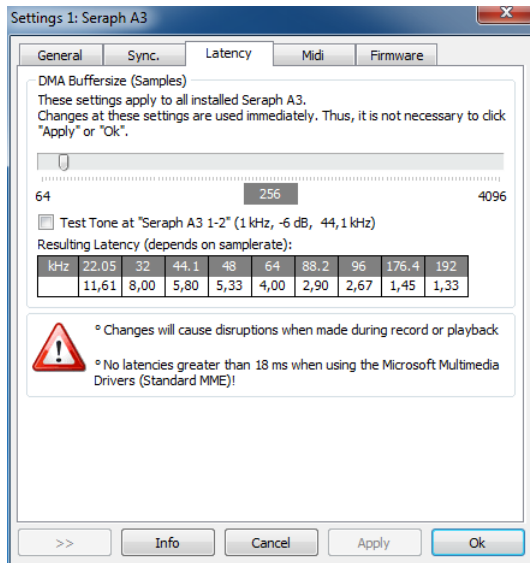 Settings 1: Seraph A3
General Sync. Latency Midi Firmware
DMA Buffersize (Samples)
These settings apply to all installed Seraph A3.
Changes at these settings are used immediately. Thus, it is not necessary to click
"Apply" or "Ok".
64 256 4096
Test Tone at "Seraph A3 1-2" (1 kHz, -6 dB, 44,1 kHz)
Resulting Latency (depends on samplerate):
kHz 22.05 32 44.1 48 64 88.2 96 176.4 192
11,61 8,00 5,80 5,33 4,00 2,90 2,67 1,45 1,33
° Changes will cause disruptions when made during record or playback
° No latencies greater than 18 ms when using the Microsoft Multimedia
Drivers (Standard MME)!
>> Info Cancel Apply Ok